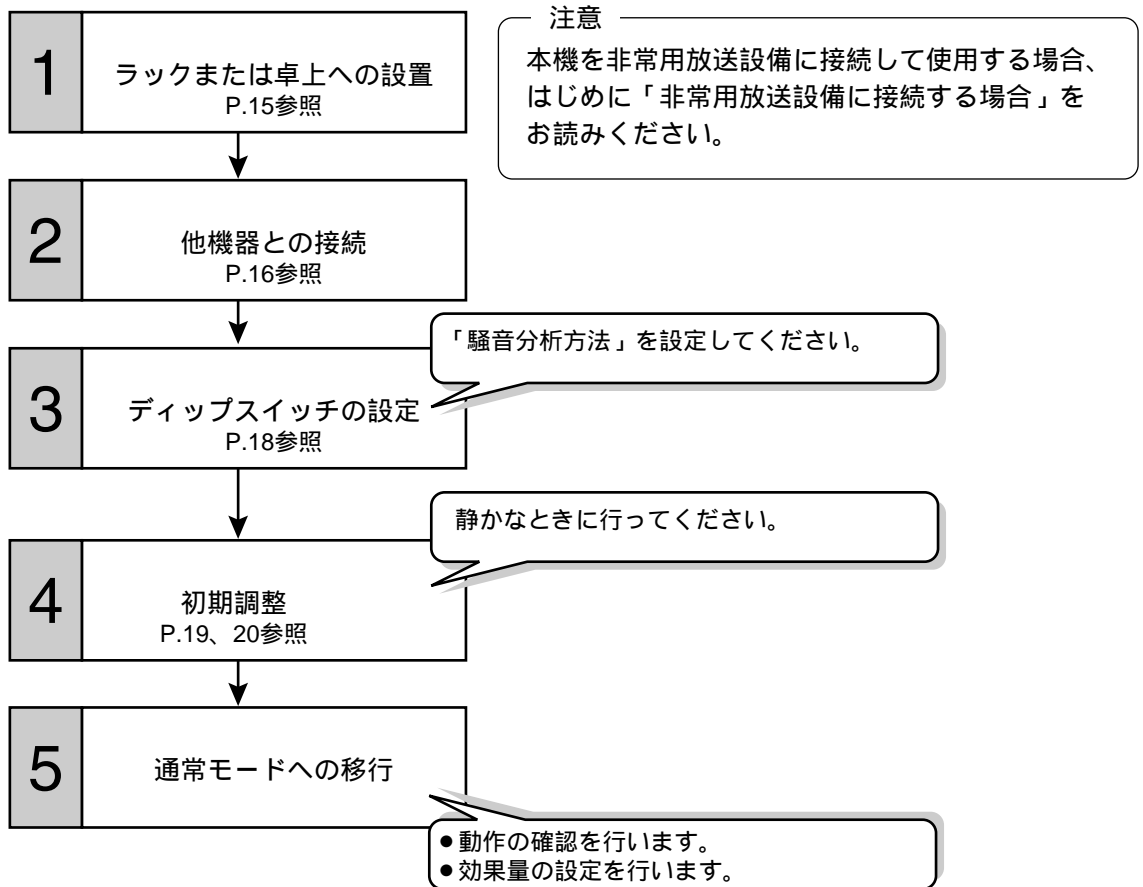 1
ラックまたは卓上への設置
P.15参照
注意
本機を非常用放送設備に接続して使用する場合、
はじめに「非常用放送設備に接続する場合」を
お読みください。
2
他機器との接続
P.16参照
「騒音分析方法」を設定してください。
3
ディップスイッチの設定
P.18参照
静かなときに行ってください。
4
初期調整
P.19、20参照
5
通常モードへの移行
●動作の確認を行います。
●効果量の設定を行います。